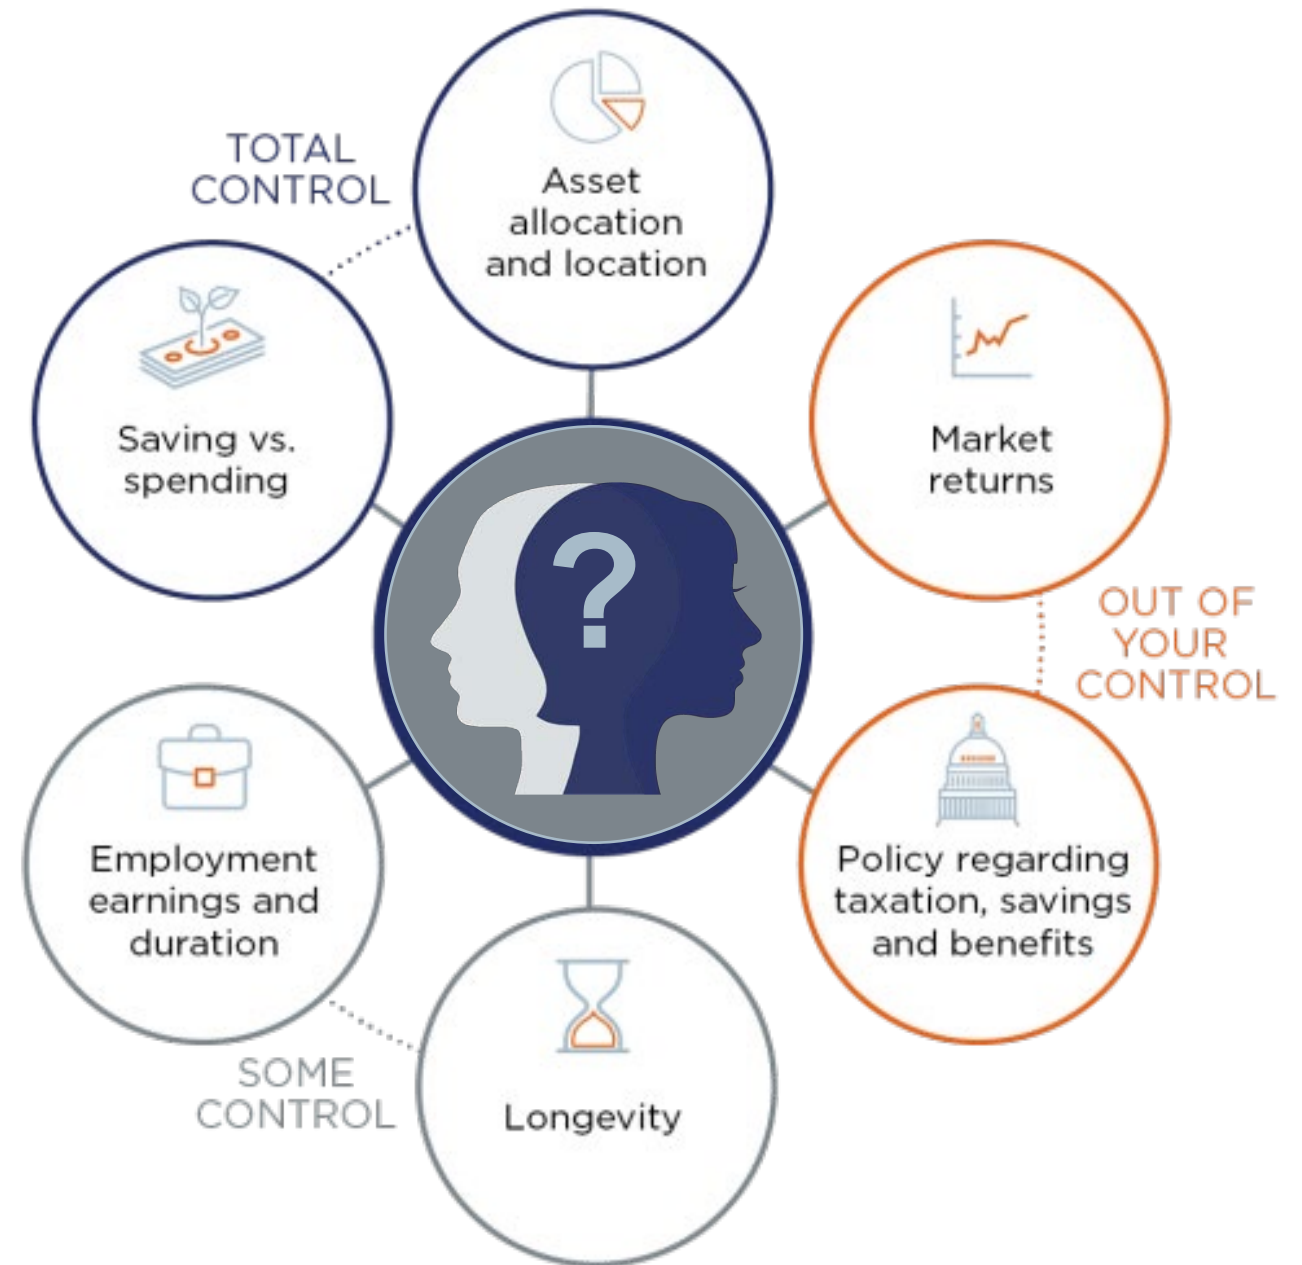 TOTAL
CONTROL
Asset
allocation
and location
Saving vs.
spending
Market
returns
?
OUT OF
YOUR
CONTROL
Employment
earnings and
duration
Policy regarding
taxation, savings
and benefits
SOME
CONTROL
Longevity